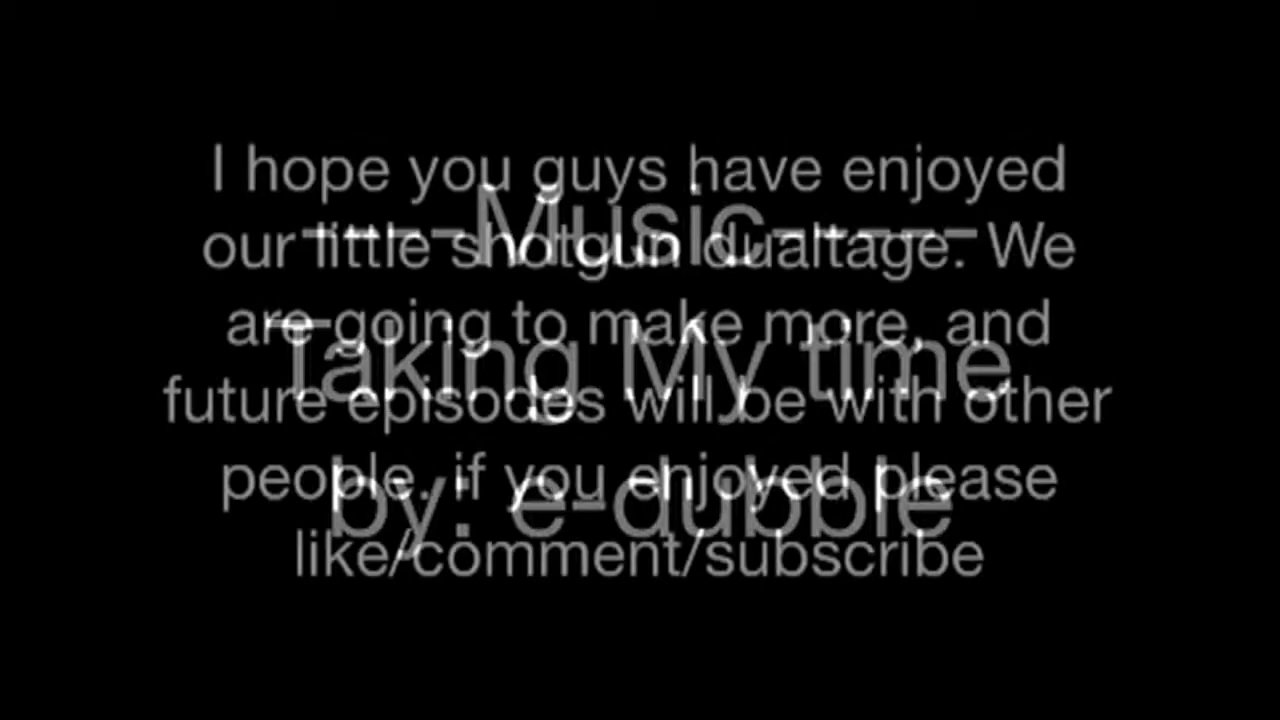 I hope you guys have enjoyed
our little shotgun dualtage. We
are going to make more, and
future episodes will be with other
people. if you enjoyed please
like/comment/subscribe
----Music-----
Taking My time
by: e-dubble